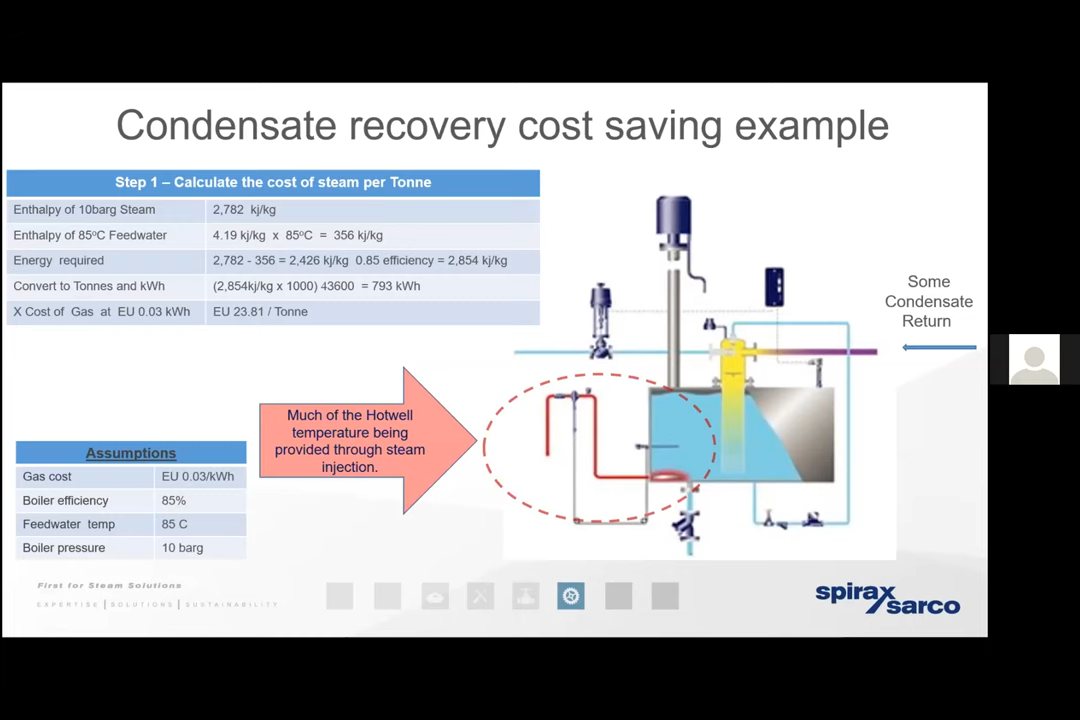 Condensate recovery cost saving example
Step 1 – Calculate the cost of steam per Tonne
Enthalpy of 10barg Steam 2,782 kj/kg
Enthalpy of 85ºC Feedwater 4.19 kj/kg x 85ºC = 356 kj/kg
Energy required 2,782 - 356 = 2,426 kj/kg 0.85 efficiency = 2,854 kj/kg
Convert to Tonnes and kWh (2,854kj/kg x 1000) 43600 = 793 kWh
X Cost of Gas at EU 0.03 kWh EU 23.81 / Tonne
Some
Condensate
Return
Much of the Hotwell
temperature being
provided through steam
injection.
Assumptions
Gas cost EU 0.03/kWh
Boiler efficiency 85%
Feedwater temp 85 C
Boiler pressure 10 barg
First for Steam Solutions
EXPERTISE | SOLUTIONS | SUSTAINABILITY
spirax
sarco